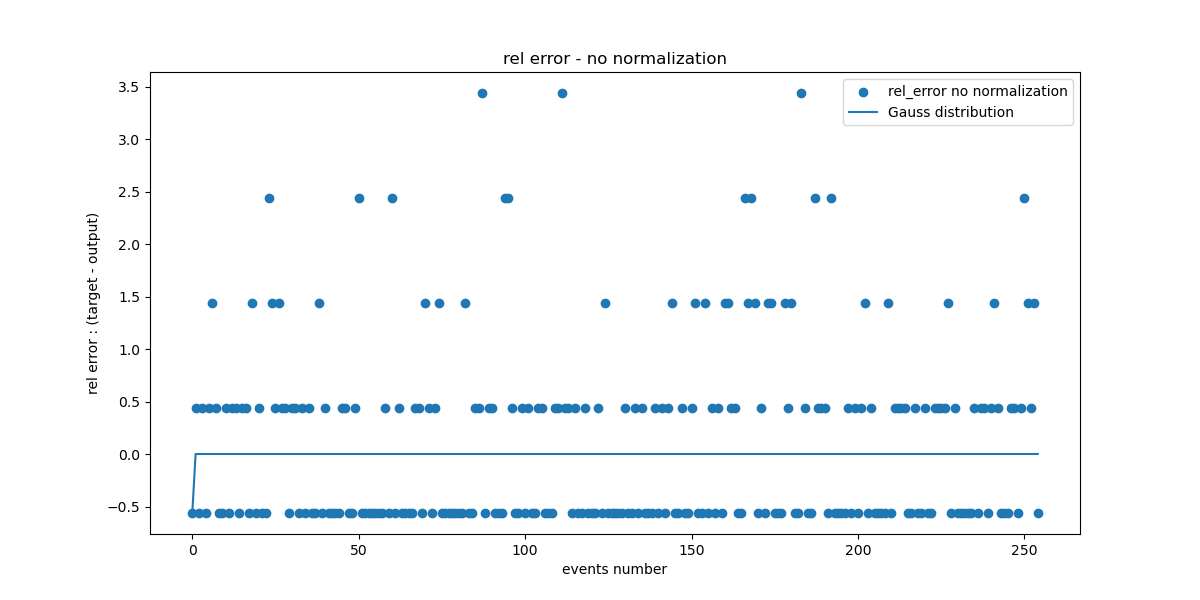 rel error - no normalization
rel_error no normalization
Gauss distribution
3.5
3.0
2.5
2.0
1.5
1.0
0.5
0.0
−0.5
rel error : (target - output)
0 50 100 150 200 250
events number